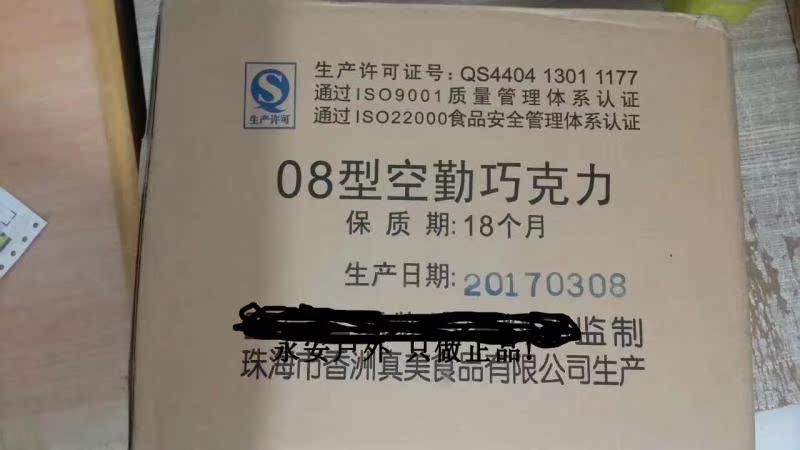 生产许可证号：QS4404 1301 1177
生产许可
通过ISO9001质量管理体系认证
通过ISO22000食品安全管理体系认证
08型空勤巧克力
保质期：18个月
生产日期：20170308
监制
永安户外 只做正品！
珠海市香洲真美食品有限公司生产